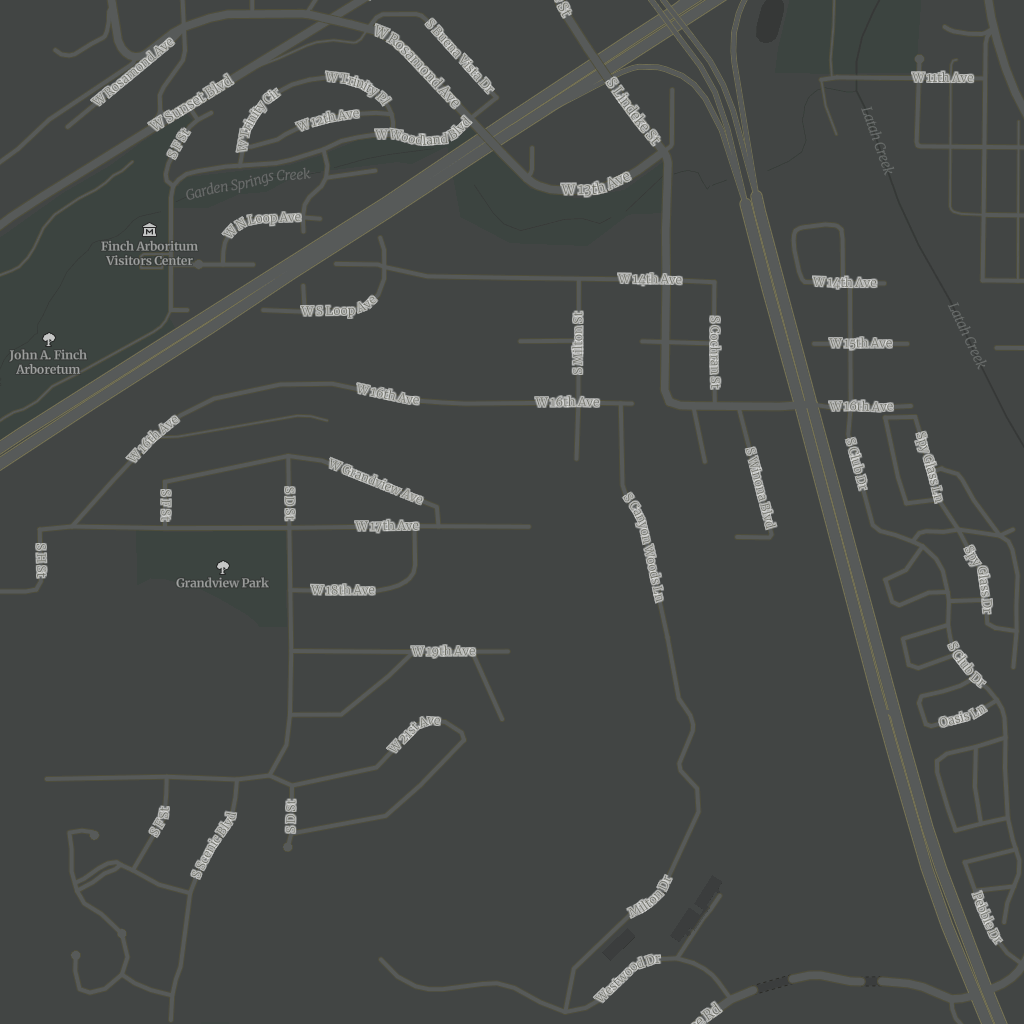 S Buena Vista Dr
W Rosamond Ave
W Rosamond Ave
W Sunset Blvd
W Trinity Pl
W Trinity Cir
W 12th Ave
W Woodland Blvd
S F St
S Lindeke St
St
W 11th Ave
Latah Creek
Garden Springs Creek
W 13th Ave
W N Loop Ave
Finch Arboritum
Visitors Center
W 14th Ave
W 14th Ave
W S Loop Ave
S Milton St
S Cochran St
W 15th Ave
Latah Creek
John A. Finch
Arboretum
W 16th Ave
W 16th Ave
W 16th Ave
W 16th Ave
S Club Dr
Spy Glass Ln
W Grandview Ave
S F St
S D St
S Winona Blvd
W 17th Ave
S H St
S Canyon Woods Ln
Spy Glass Dr
Grandview Park
W 18th Ave
W 19th Ave
S Club Dr
Oasis Ln
W 21st Ave
S F St
S Scenic Blvd
S D St
Milton Dr
Pebble Dr
Westwood Dr
Rd